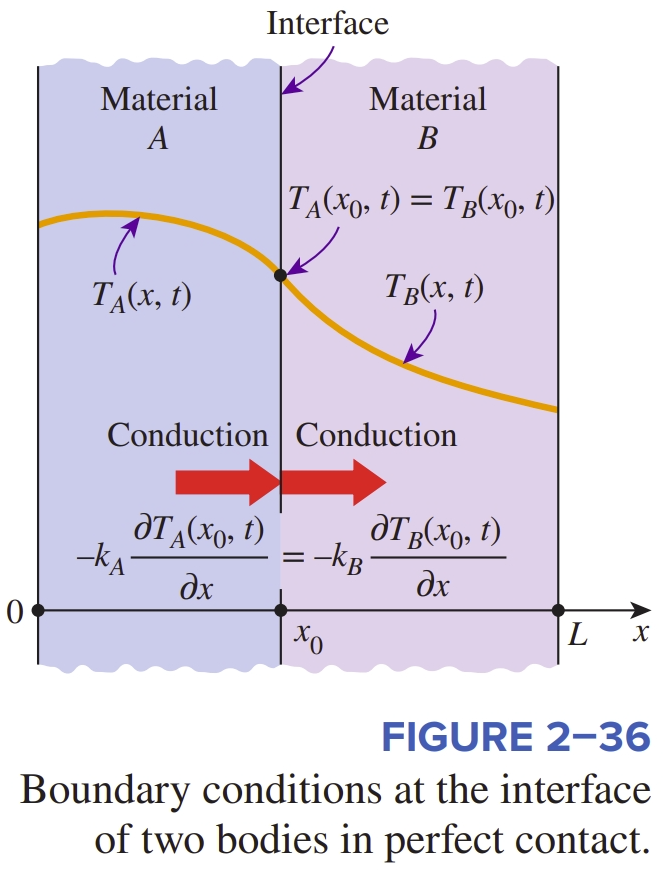 Interface
Material
A
Material
B
T_A(x_0, t) = T_B(x_0, t)
T_A(x, t)
T_B(x, t)
Conduction
Conduction
−k_A ∂T_A(x_0, t)/∂x = −k_B ∂T_B(x_0, t)/∂x
0
x_0
L
x
FIGURE 2–36
Boundary conditions at the interface
of two bodies in perfect contact.